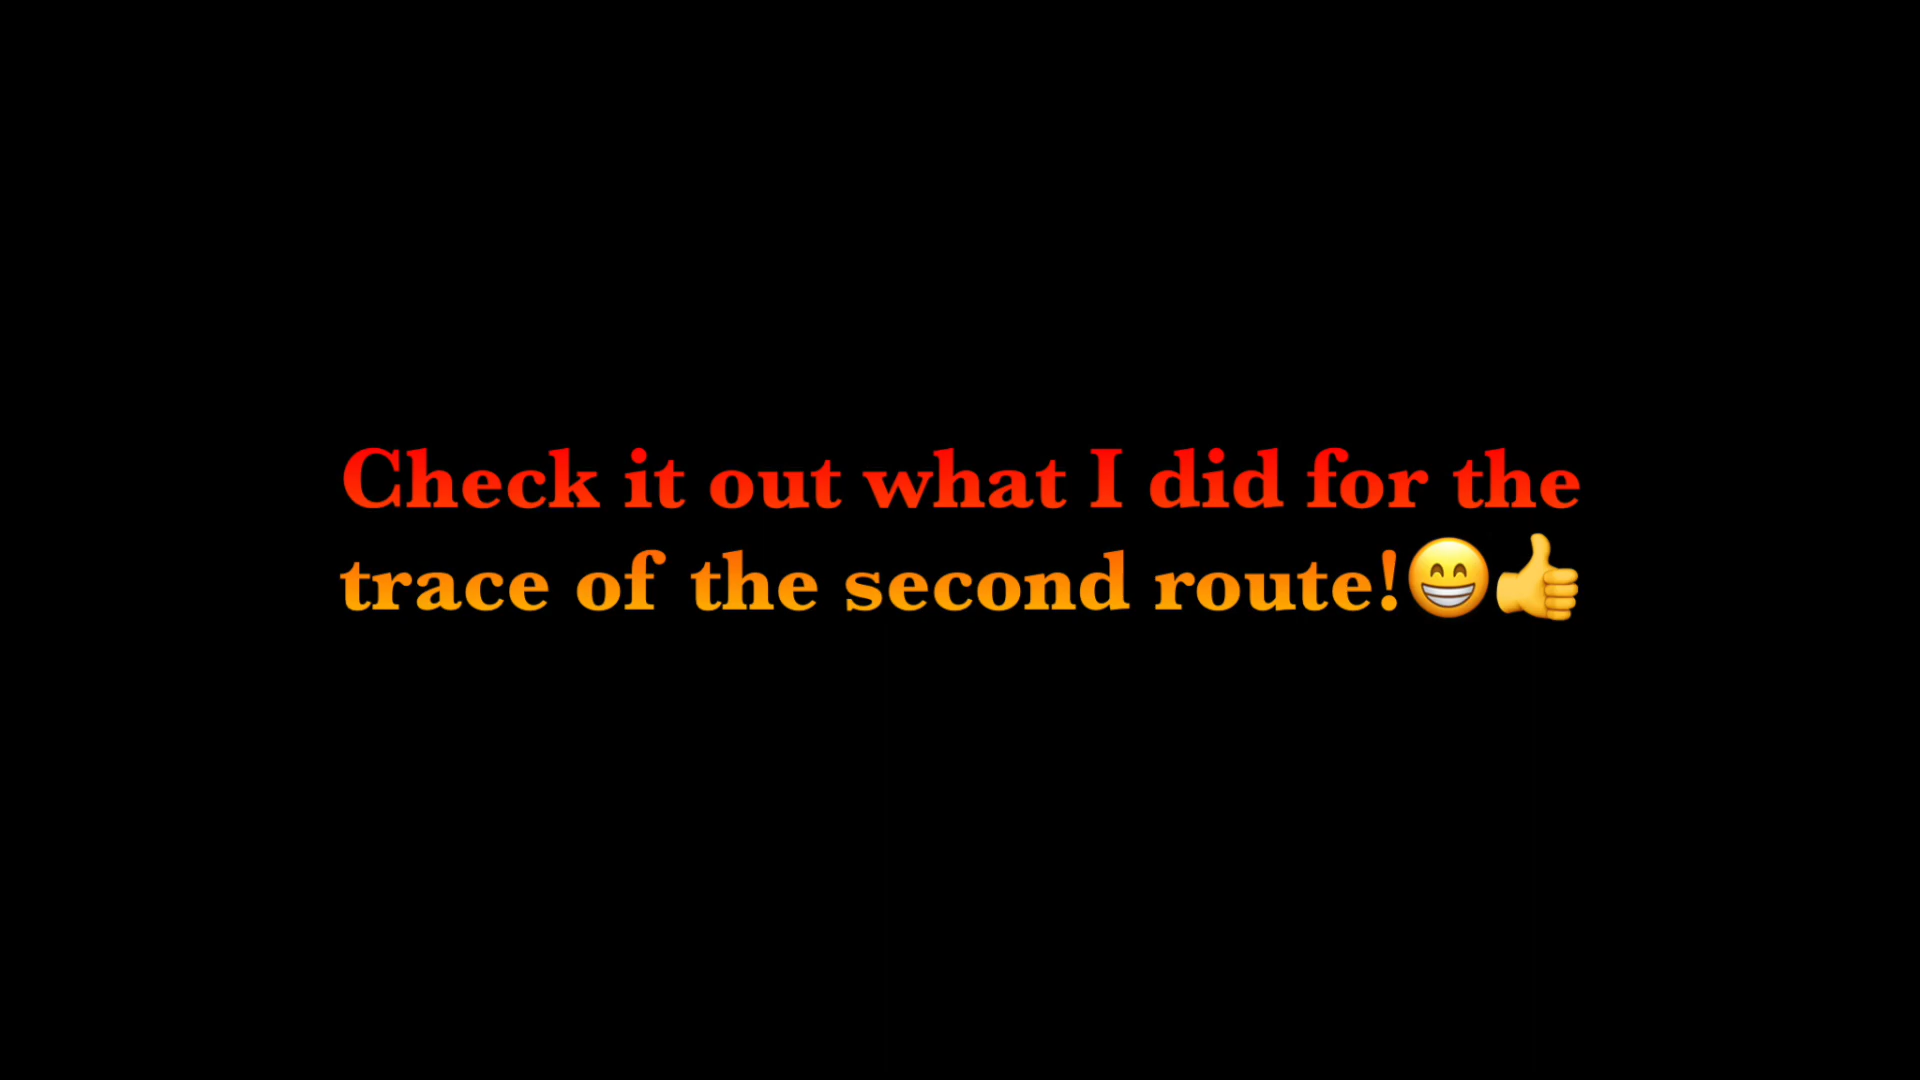 Check it out what I did for the
trace of the second route!😁👍